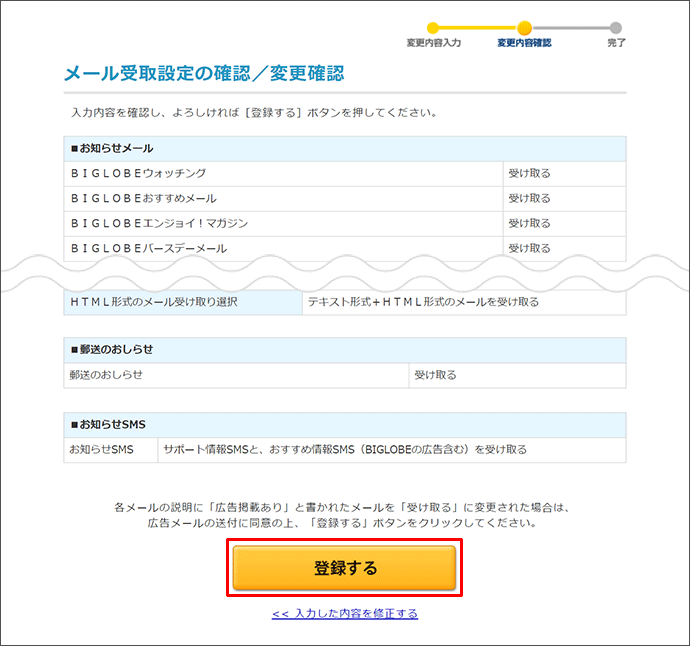 変更内容入力 変更内容確認 完了
メール受取設定の確認／変更確認
入力内容を確認し、よろしければ［登録する］ボタンを押してください。
■お知らせメール
ＢＩＧＬＯＢＥウォッチング 受け取る
ＢＩＧＬＯＢＥおすすめメール 受け取る
ＢＩＧＬＯＢＥエンジョイ！マガジン 受け取る
ＢＩＧＬＯＢＥバースデーメール 受け取る
ＨＴＭＬ形式のメール受け取り選択 テキスト形式＋ＨＴＭＬ形式のメールを受け取る
■郵送のおしらせ
郵送のおしらせ 受け取る
■お知らせSMS
お知らせSMS サポート情報SMSと、おすすめ情報SMS（BIGLOBEの広告含む）を受け取る
各メールの説明に「広告掲載あり」と書かれたメールを「受け取る」に変更された場合は、
広告メールの送付に同意の上、「登録する」ボタンをクリックしてください。
登録する
<< 入力した内容を修正する